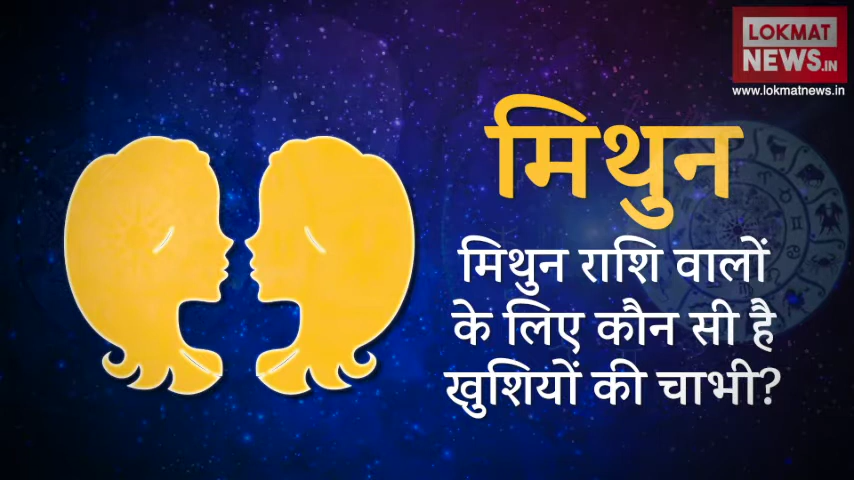 LOKMAT
NEWS.IN
www.lokmatnews.in
मिथुन
मिथुन राशि वालों
के लिए कौन सी है
खुशियों की चाभी?